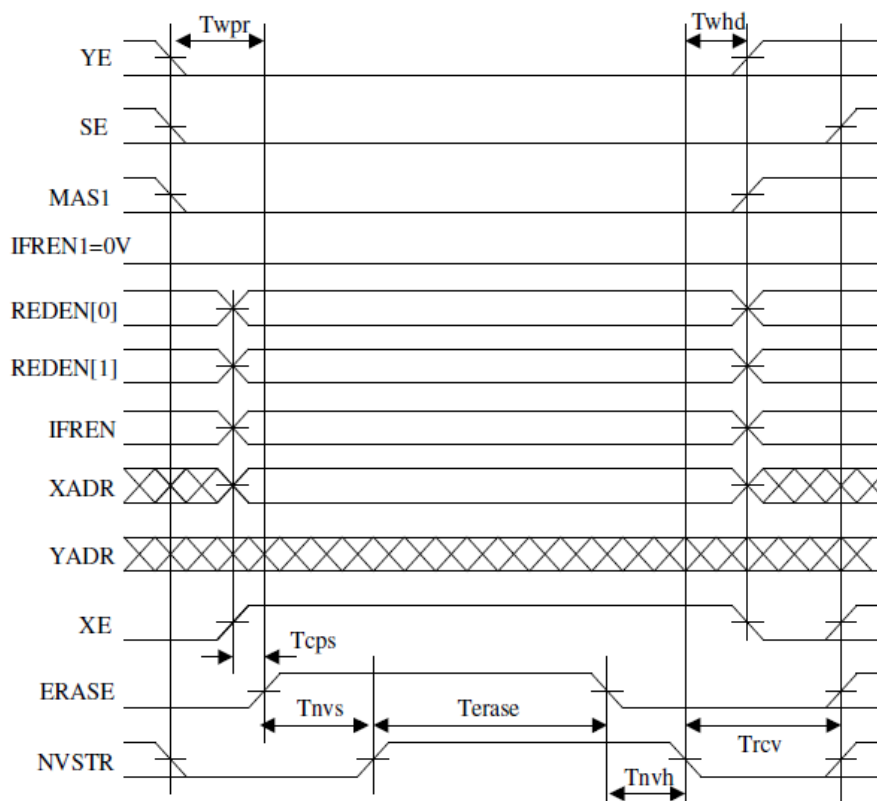 Twpr
Twhd
YE
SE
MAS1
IFREN1=0V
REDEN[0]
REDEN[1]
IFREN
XADR
YADR
XE
Tcps
ERASE
Tnvs
Terase
NVSTR
Tnvh
Trcv